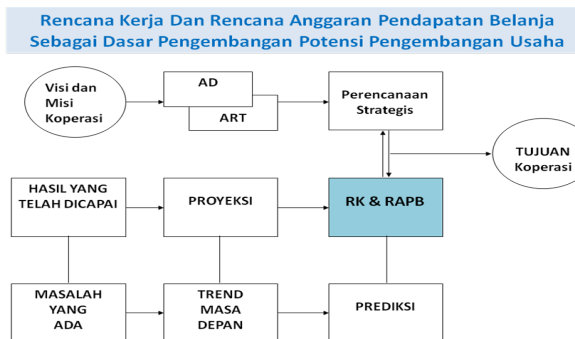 Rencana Kerja Dan Rencana Anggaran Pendapatan Belanja
Sebagai Dasar Pengembangan Potensi Pengembangan Usaha
Visi dan
Misi
Koperasi
AD
ART
Perencanaan
Strategis
TUJUAN
Koperasi
HASIL YANG
TELAH DICAPAI
PROYEKSI
RK & RAPB
MASALAH
YANG
ADA
TREND
MASA
DEPAN
PREDIKSI